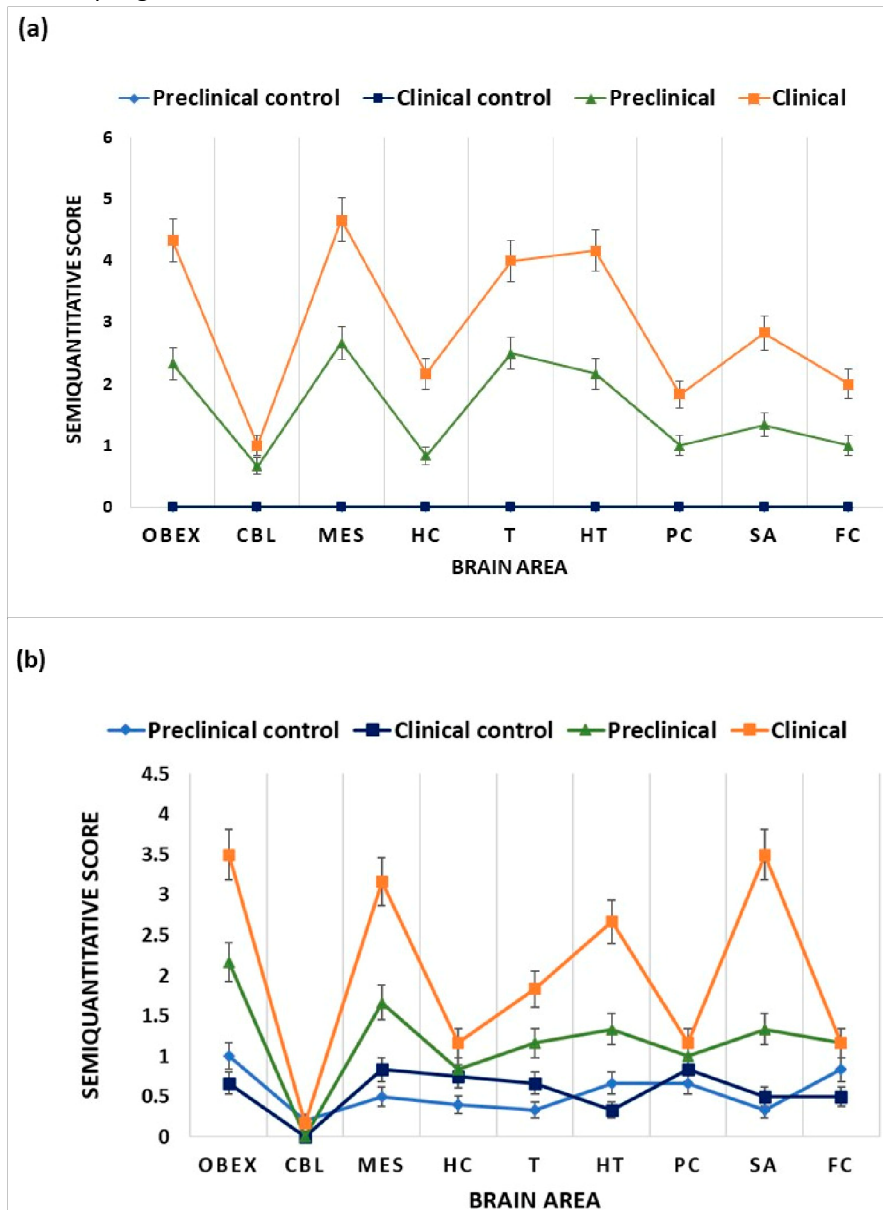 (a)
Preclinical control Clinical control Preclinical Clinical
6
5
4
3
2
1
0
SEMIQUANTITATIVE SCORE
OBEX CBL MES HC T HT PC SA FC
BRAIN AREA
(b)
Preclinical control Clinical control Preclinical Clinical
4.5
4
3.5
3
2.5
2
1.5
1
0.5
0
SEMIQUANTITATIVE SCORE
OBEX CBL MES HC T HT PC SA FC
BRAIN AREA